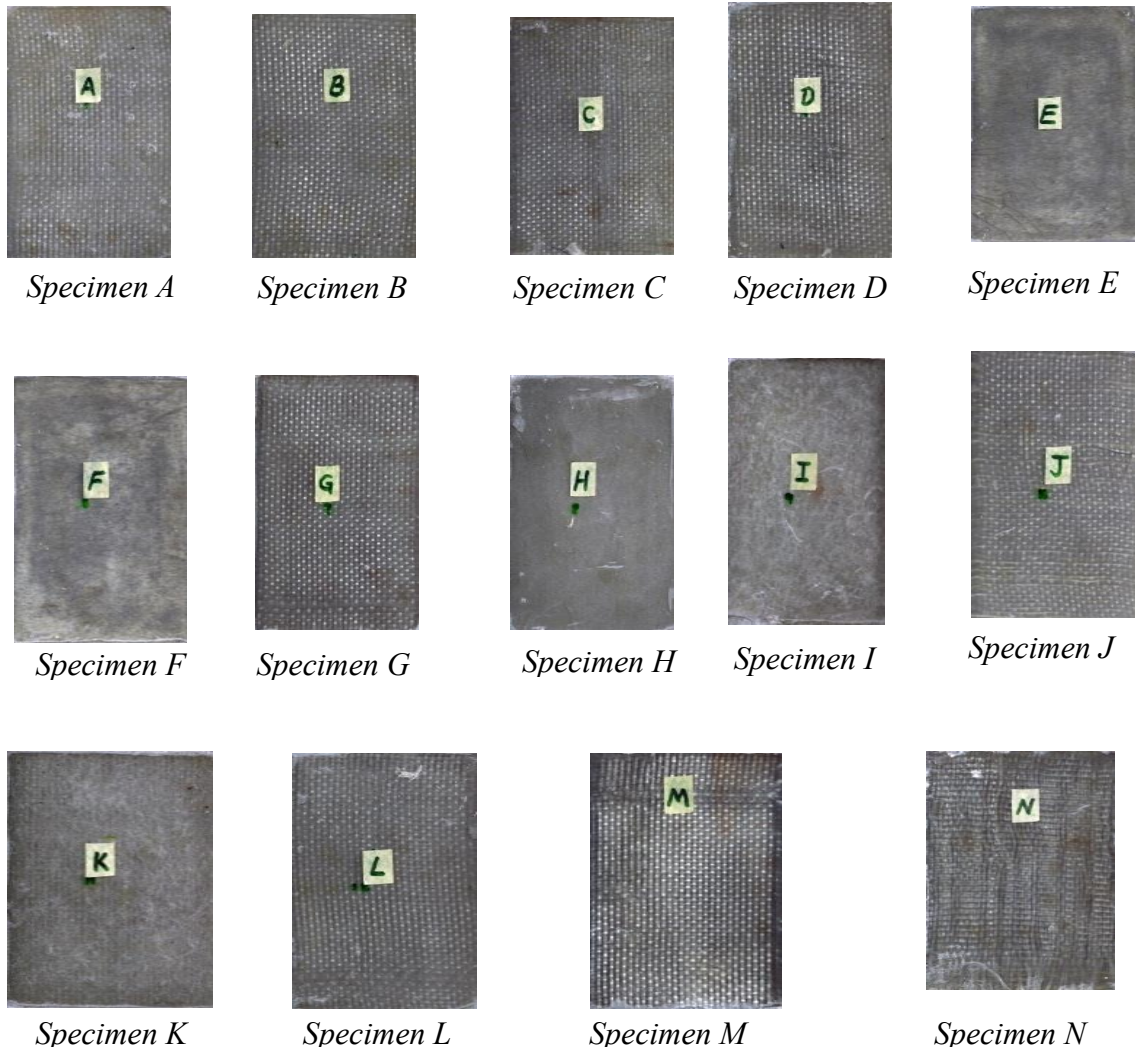 A
B
C
D
E
Specimen A
Specimen B
Specimen C
Specimen D
Specimen E
F
G
H
I
J
Specimen F
Specimen G
Specimen H
Specimen I
Specimen J
K
L
M
N
Specimen K
Specimen L
Specimen M
Specimen N